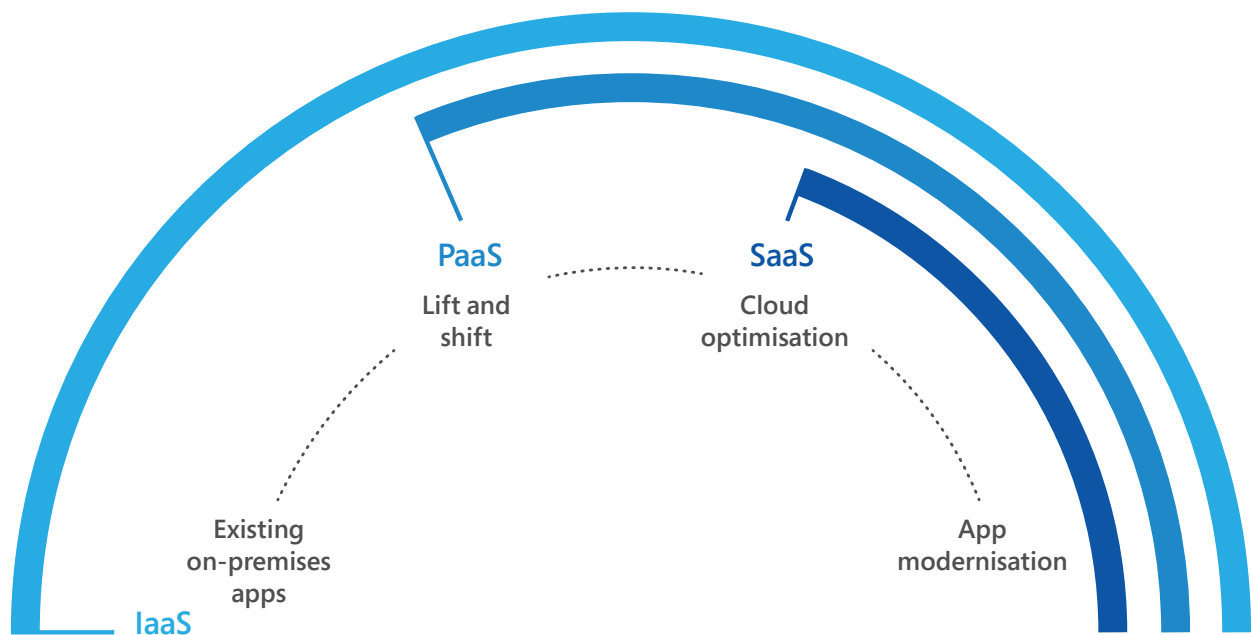 PaaS
Lift and
shift
SaaS
Cloud
optimisation
Existing
on-premises
apps
App
modernisation
IaaS